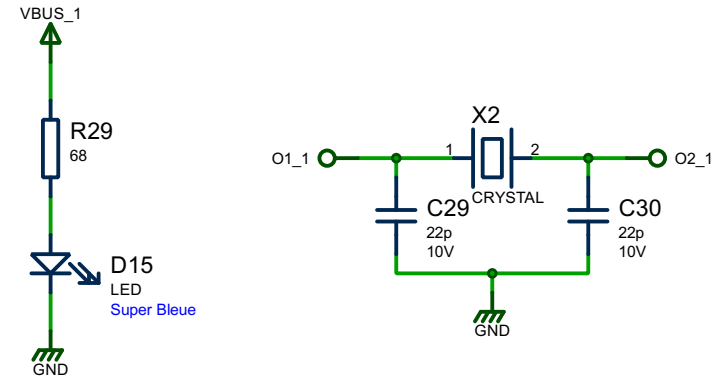 VBUS_1
R29
68
D15
LED
Super Bleue
GND
X2
1
2
CRYSTAL
O1_1
O2_1
C29
22p
10V
C30
22p
10V
GND